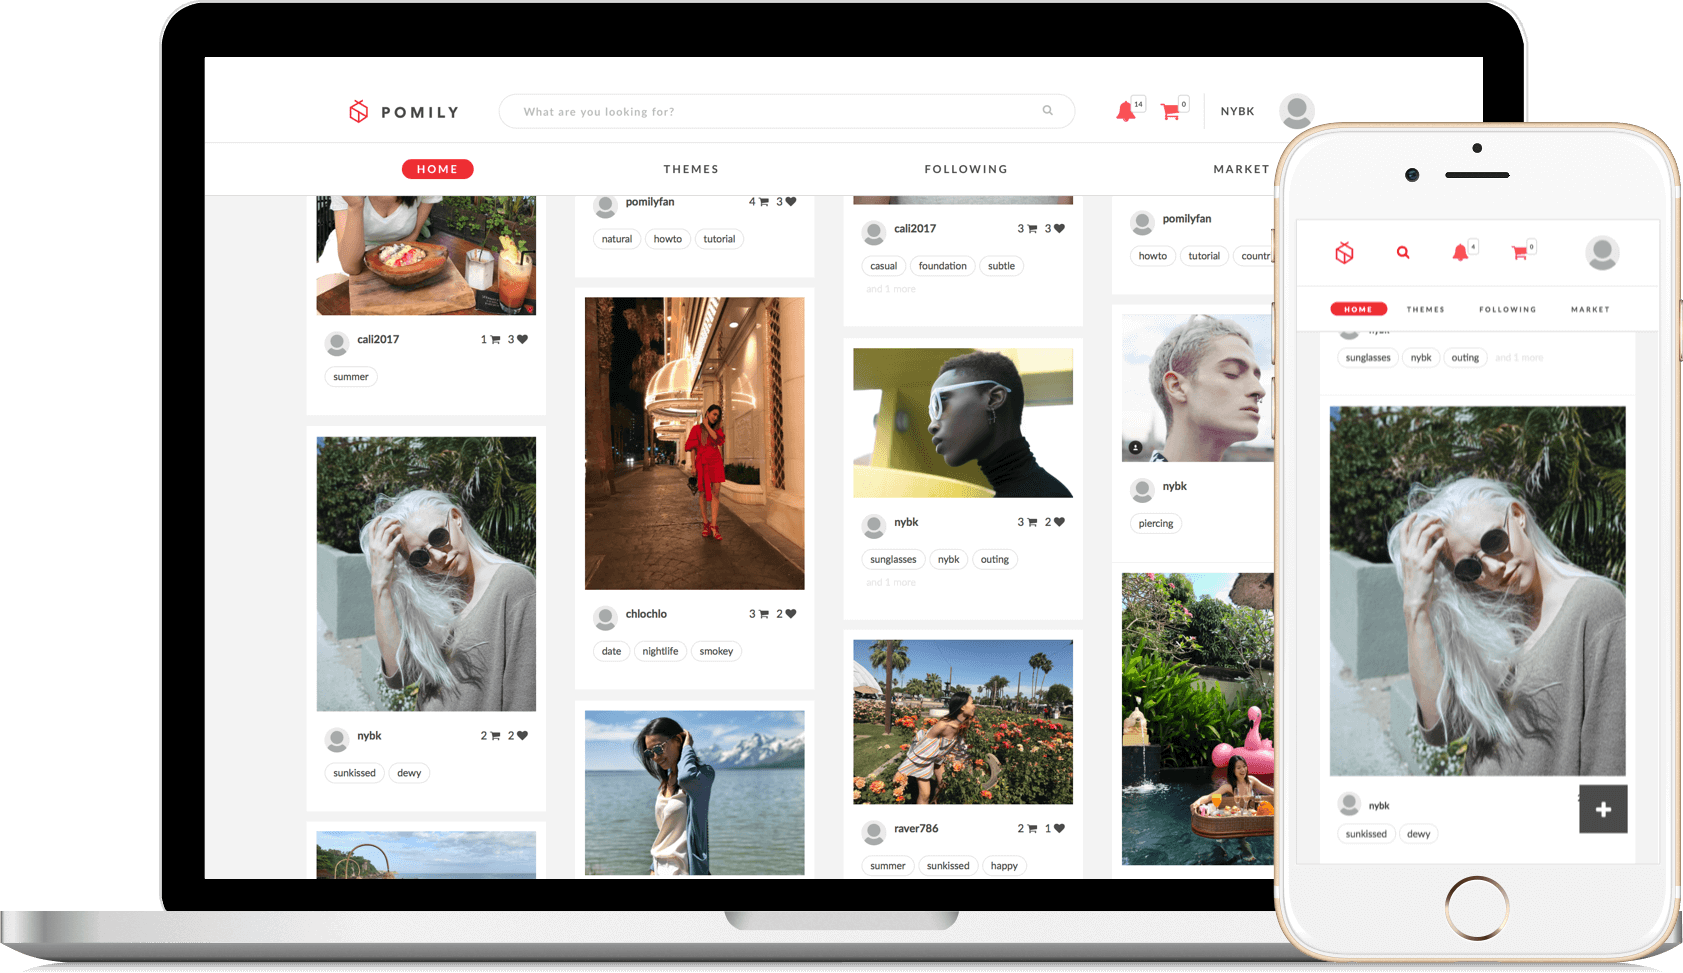 POMILY
What are you looking for?
14
0
NYBK
HOME
THEMES
FOLLOWING
MARKET
cali2017
1 3
summer
nybk
2 2
sunkissed dewy
pomilyfan
4 3
natural howto tutorial
chlochlo
3 2
date nightlife smokey
cali2017
3 3
casual foundation subtle
and 1 more
nybk
3 2
sunglasses nybk outing
and 1 more
raver786
2 1
summer sunkissed happy
pomilyfan
howto tutorial countr
nybk
piercing
4
0
HOME
THEMES
FOLLOWING
MARKET
nybk
sunglasses nybk outing and 1 more
nybk
sunkissed dewy